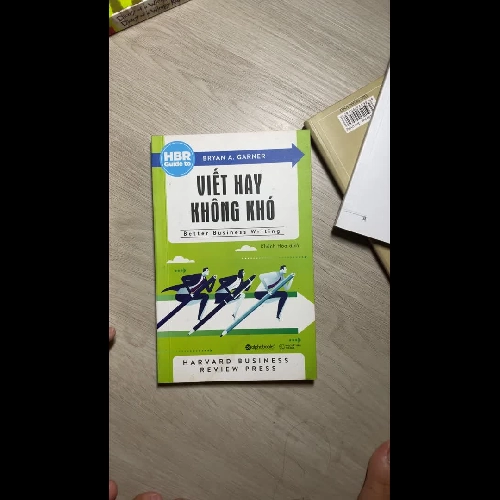 HBR
Guide to
BRYAN A. GARNER
VIẾT HAY
KHÔNG KHÓ
Better Business Writing
HARVARD BUSINESS
REVIEW PRESS